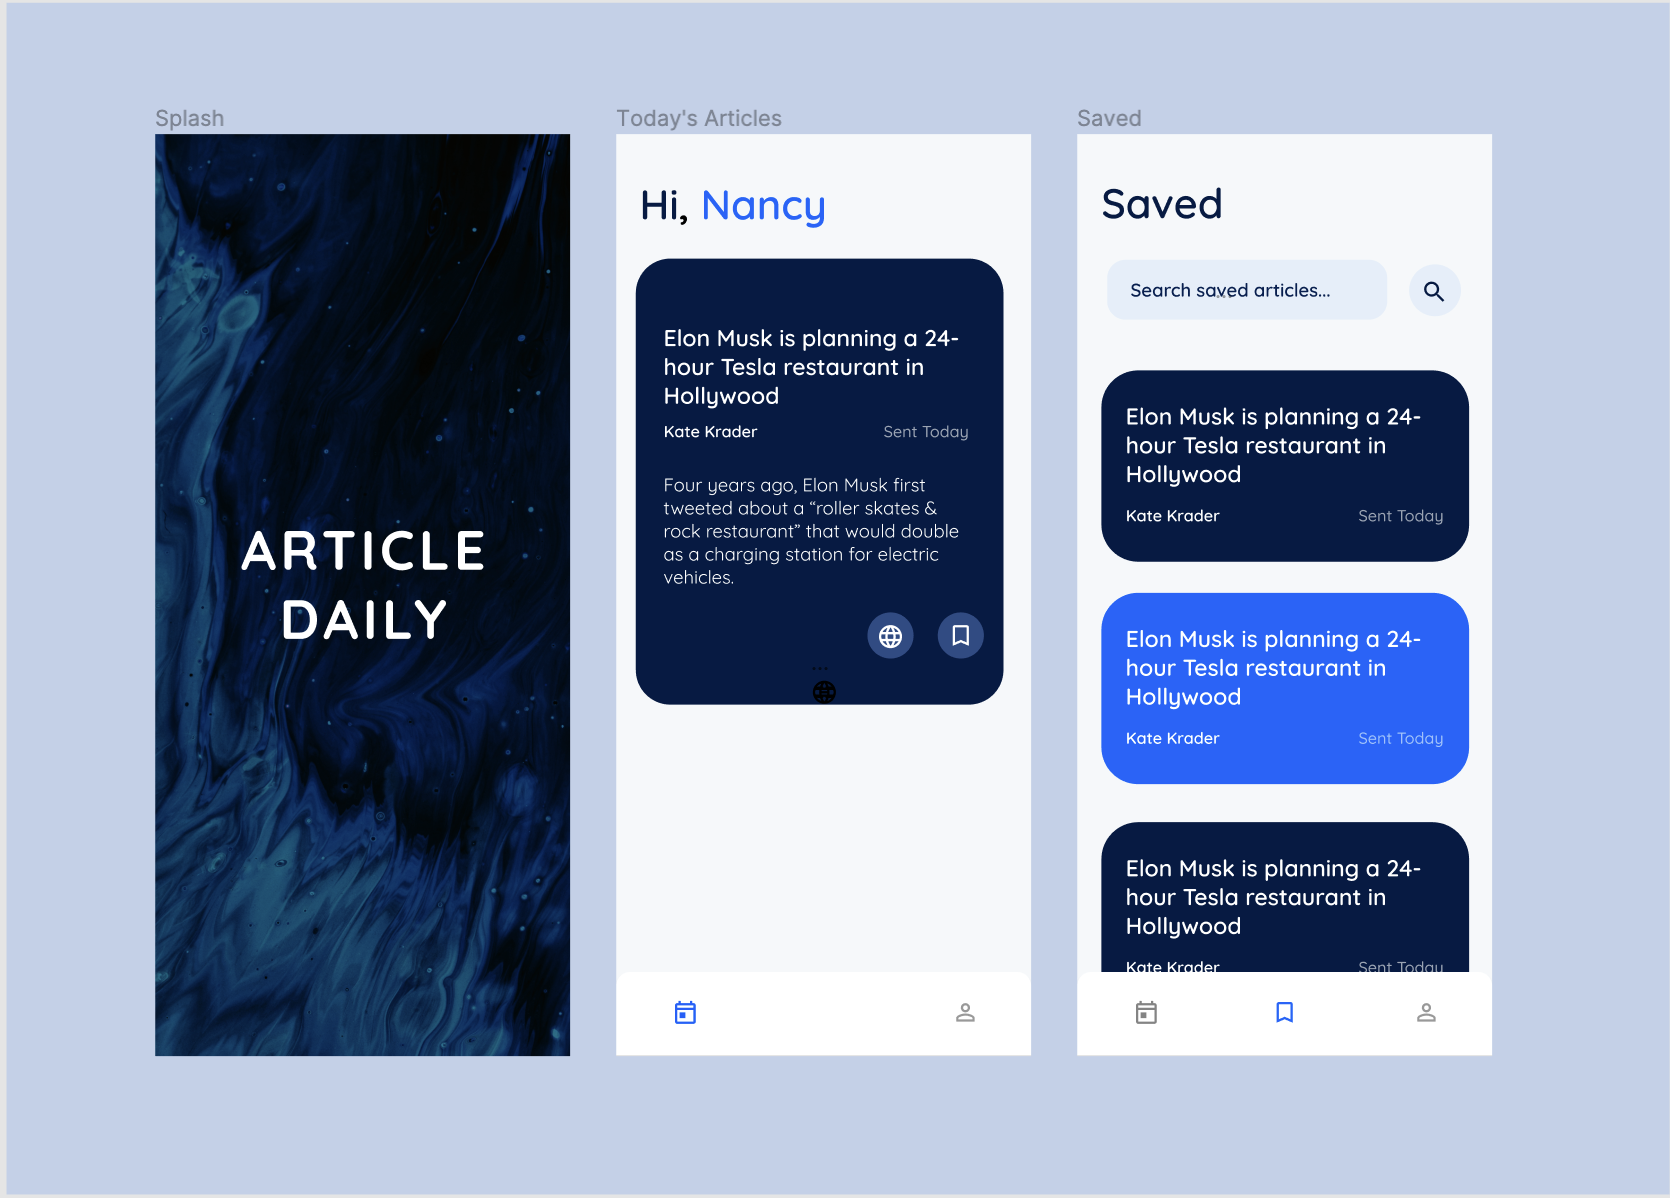 Splash
ARTICLE
DAILY
Today's Articles
Hi, Nancy
Elon Musk is planning a 24-
hour Tesla restaurant in
Hollywood
Kate Krader
Sent Today
Four years ago, Elon Musk first
tweeted about a “roller skates &
rock restaurant” that would double
as a charging station for electric
vehicles.
Saved
Saved
Search saved articles...
Elon Musk is planning a 24-
hour Tesla restaurant in
Hollywood
Kate Krader
Sent Today
Elon Musk is planning a 24-
hour Tesla restaurant in
Hollywood
Kate Krader
Sent Today
Elon Musk is planning a 24-
hour Tesla restaurant in
Hollywood
Kate Krader
Sent Today